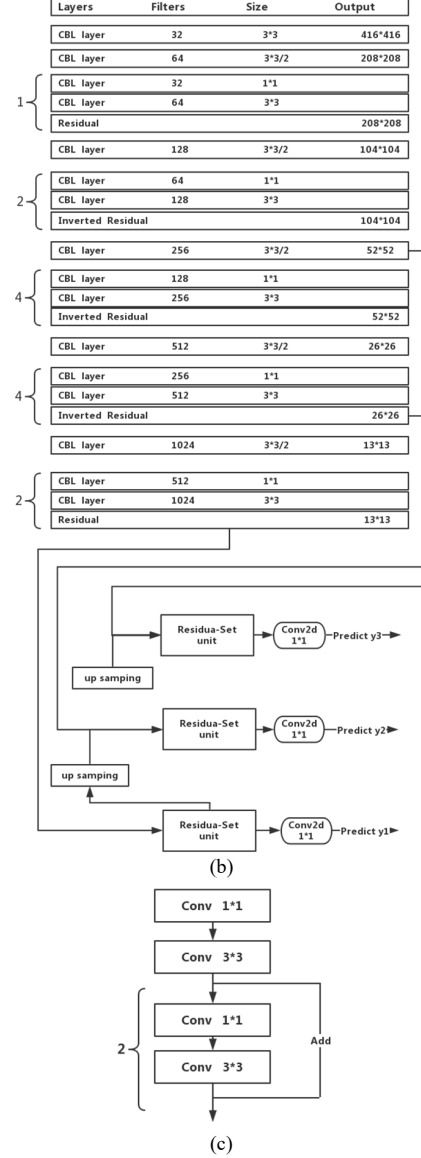 Layers Filters Size Output
CBL layer 32 3*3 416*416
CBL layer 64 3*3/2 208*208
CBL layer 32 1*1
1 CBL layer 64 3*3
Residual 208*208
CBL layer 128 3*3/2 104*104
CBL layer 64 1*1
2 CBL layer 128 3*3
Inverted Residual 104*104
CBL layer 256 3*3/2 52*52
CBL layer 128 1*1
4 CBL layer 256 3*3
Inverted Residual 52*52
CBL layer 512 3*3/2 26*26
CBL layer 256 1*1
4 CBL layer 512 3*3
Inverted Residual 26*26
CBL layer 1024 3*3/2 13*13
CBL layer 512 1*1
2 CBL layer 1024 3*3
Residual 13*13
Residua-Set
unit
Conv2d
1*1
Predict y3
up samping
Residua-Set
unit
Conv2d
1*1
Predict y2
up samping
Residua-Set
unit
Conv2d
1*1
Predict y1
(b)
Conv 1*1
Conv 3*3
Conv 1*1
Add
2
Conv 3*3
(c)